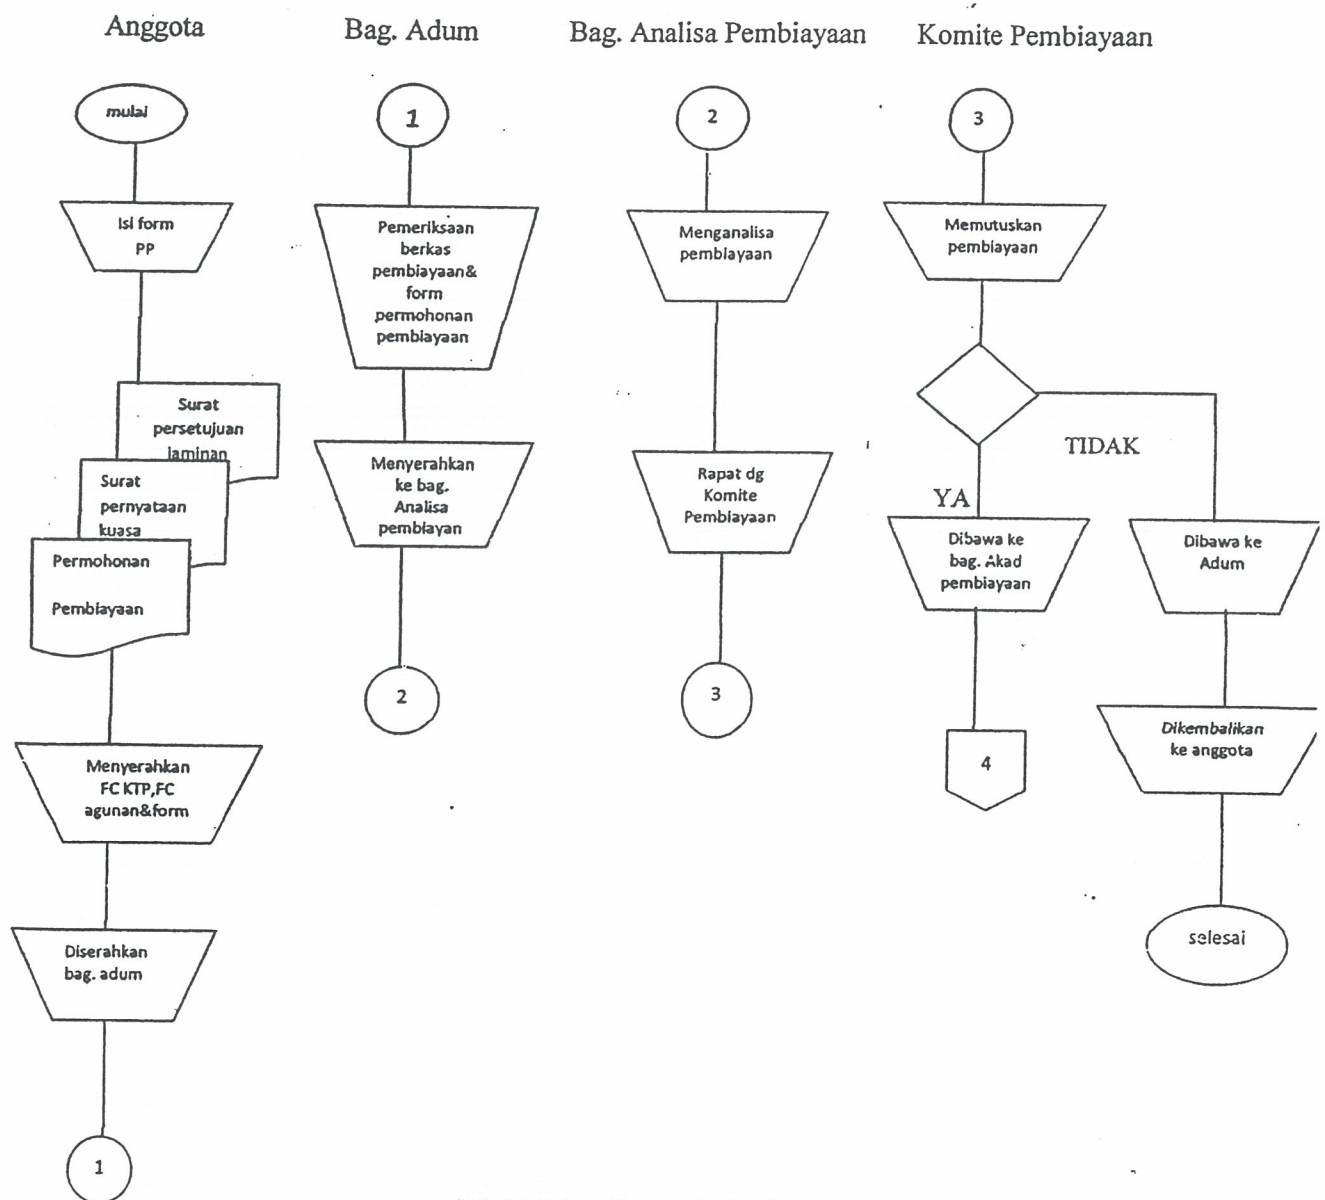 Anggota
Bag. Adum
Bag. Analisa Pembiayaan
Komite Pembiayaan
mulai
Isi form
PP
Surat
persetujuan
jaminan
Surat
pernyataan
kuasa
Permohonan
Pembiayaan
Menyerahkan
FC KTP,FC
agunan&form
Diserahkan
bag. adum
1
1
Pemeriksaan
berkas
pembiayaan&
form
permohonan
pembiayaan
Menyerahkan
ke bag.
Analisa
pembiayan
2
2
Menganalisa
pembiayaan
Rapat dg
Komite
Pembiayaan
3
3
Memutuskan
pembiayaan
TIDAK
YA
Dibawa ke
bag. Akad
pembiayaan
4
Dibawa ke
Adum
Dikembalikan
ke anggota
selesai